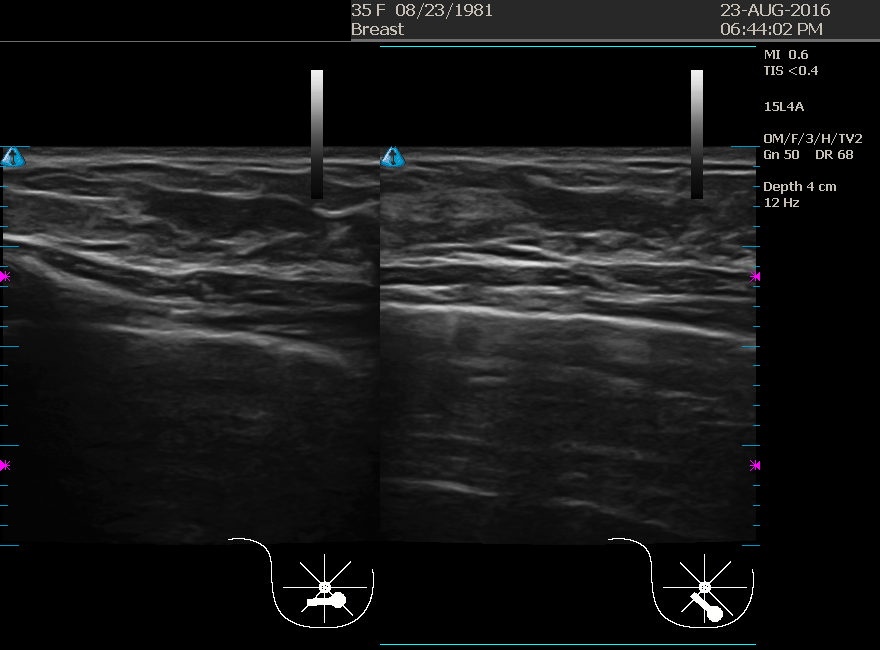 35 F 08/23/1981
23-AUG-2016
Breast
06:44:02 PM
MI 0.6
TIS <0.4
15L4A
OM/F/3/H/TV2
Gn 50 DR 68
Depth 4 cm
12 Hz